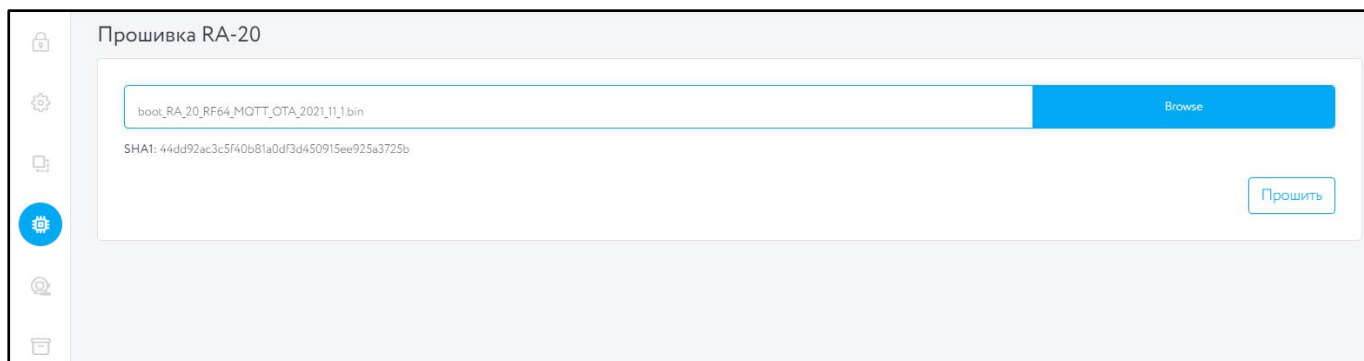 Прошивка RA-20
boot_RA_20_RF64_MQTT_OTA_2021_11_1.bin
Browse
SHA1: 44dd92ac3c5f40b81a0df3d450915ee925a3725b
Прошить